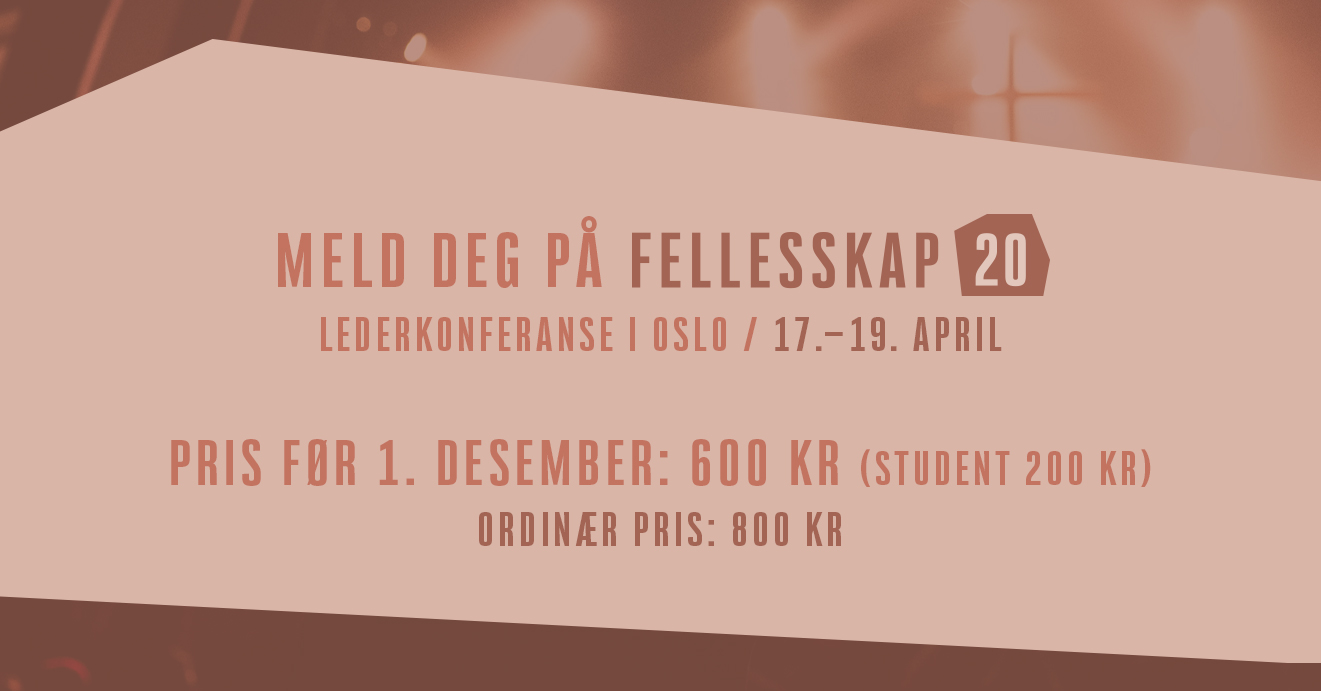 MELD DEG PÅ FELLESSKAP 20
LEDERKONFERANSE I OSLO / 17.–19. APRIL
PRIS FØR 1. DESEMBER: 600 KR (STUDENT 200 KR)
ORDINÆR PRIS: 800 KR